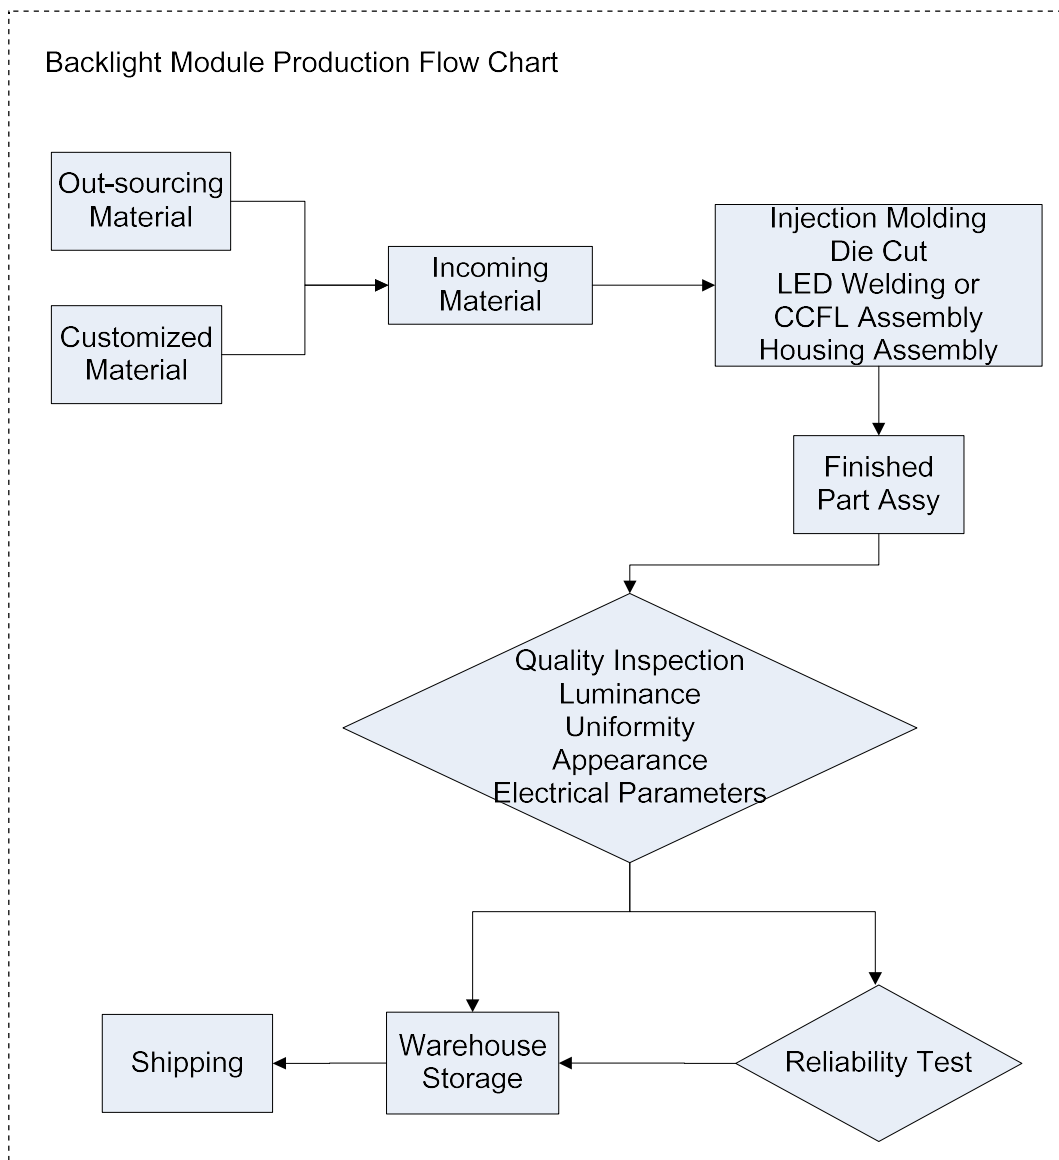 Backlight Module Production Flow Chart
Out-sourcing
Material
Customized
Material
Incoming
Material
Injection Molding
Die Cut
LED Welding or
CCFL Assembly
Housing Assembly
Finished
Part Assy
Quality Inspection
Luminance
Uniformity
Appearance
Electrical Parameters
Shipping
Warehouse
Storage
Reliability Test